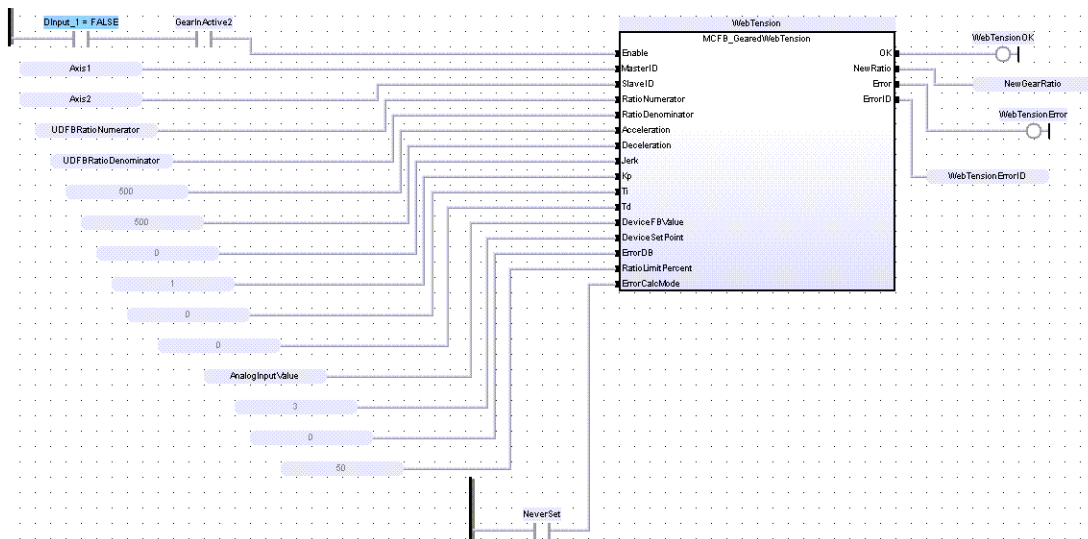 DInput_1 = FALSE
GearInActive2
WebTension
MCFB_GearedWebTension
WebTensionOK
Enable
OK
Axis1
MasterID
NewRatio
NewGearRatio
Axis2
SlaveID
Error
UDFBRatioNumerator
RatioNumerator
ErrorID
WebTensionError
UDFBRatioDenominator
RatioDenominator
500
Acceleration
WebTensionErrorID
500
Deceleration
0
Jerk
1
Kp
0
Ti
0
Td
AnalogInputValue
DeviceFBValue
3
DeviceSetPoint
0
ErrorDB
50
RatioLimitPercent
ErrorCalcMode
NeverSet